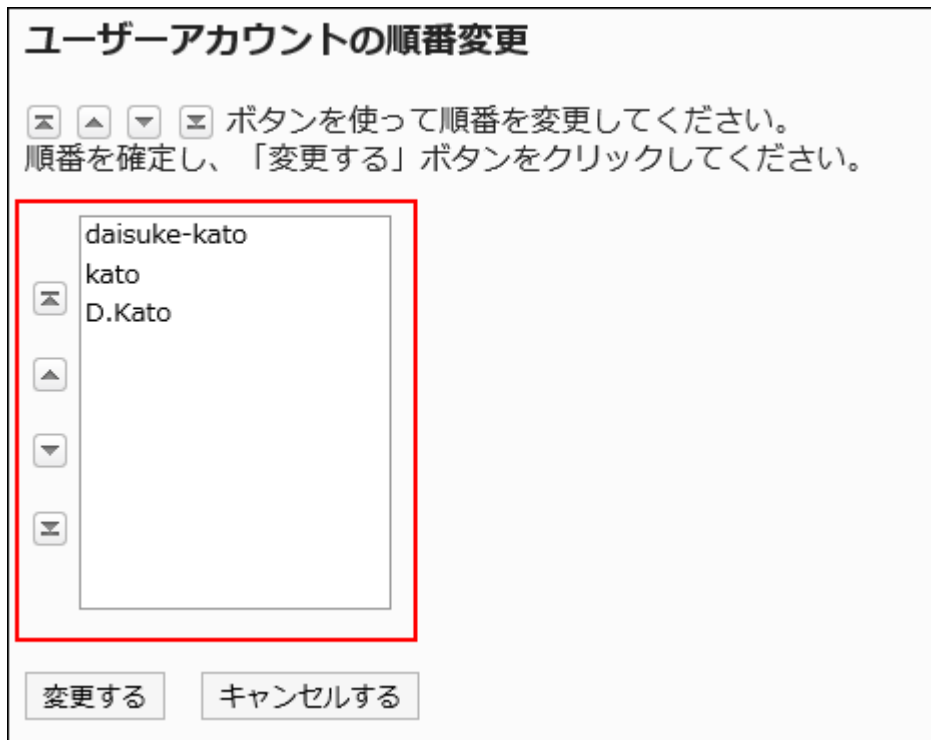 ユーザーアカウントの順番変更
ボタンを使って順番を変更してください。
順番を確定し、「変更する」ボタンをクリックしてください。
daisuke-kato
kato
D.Kato
変更する
キャンセルする